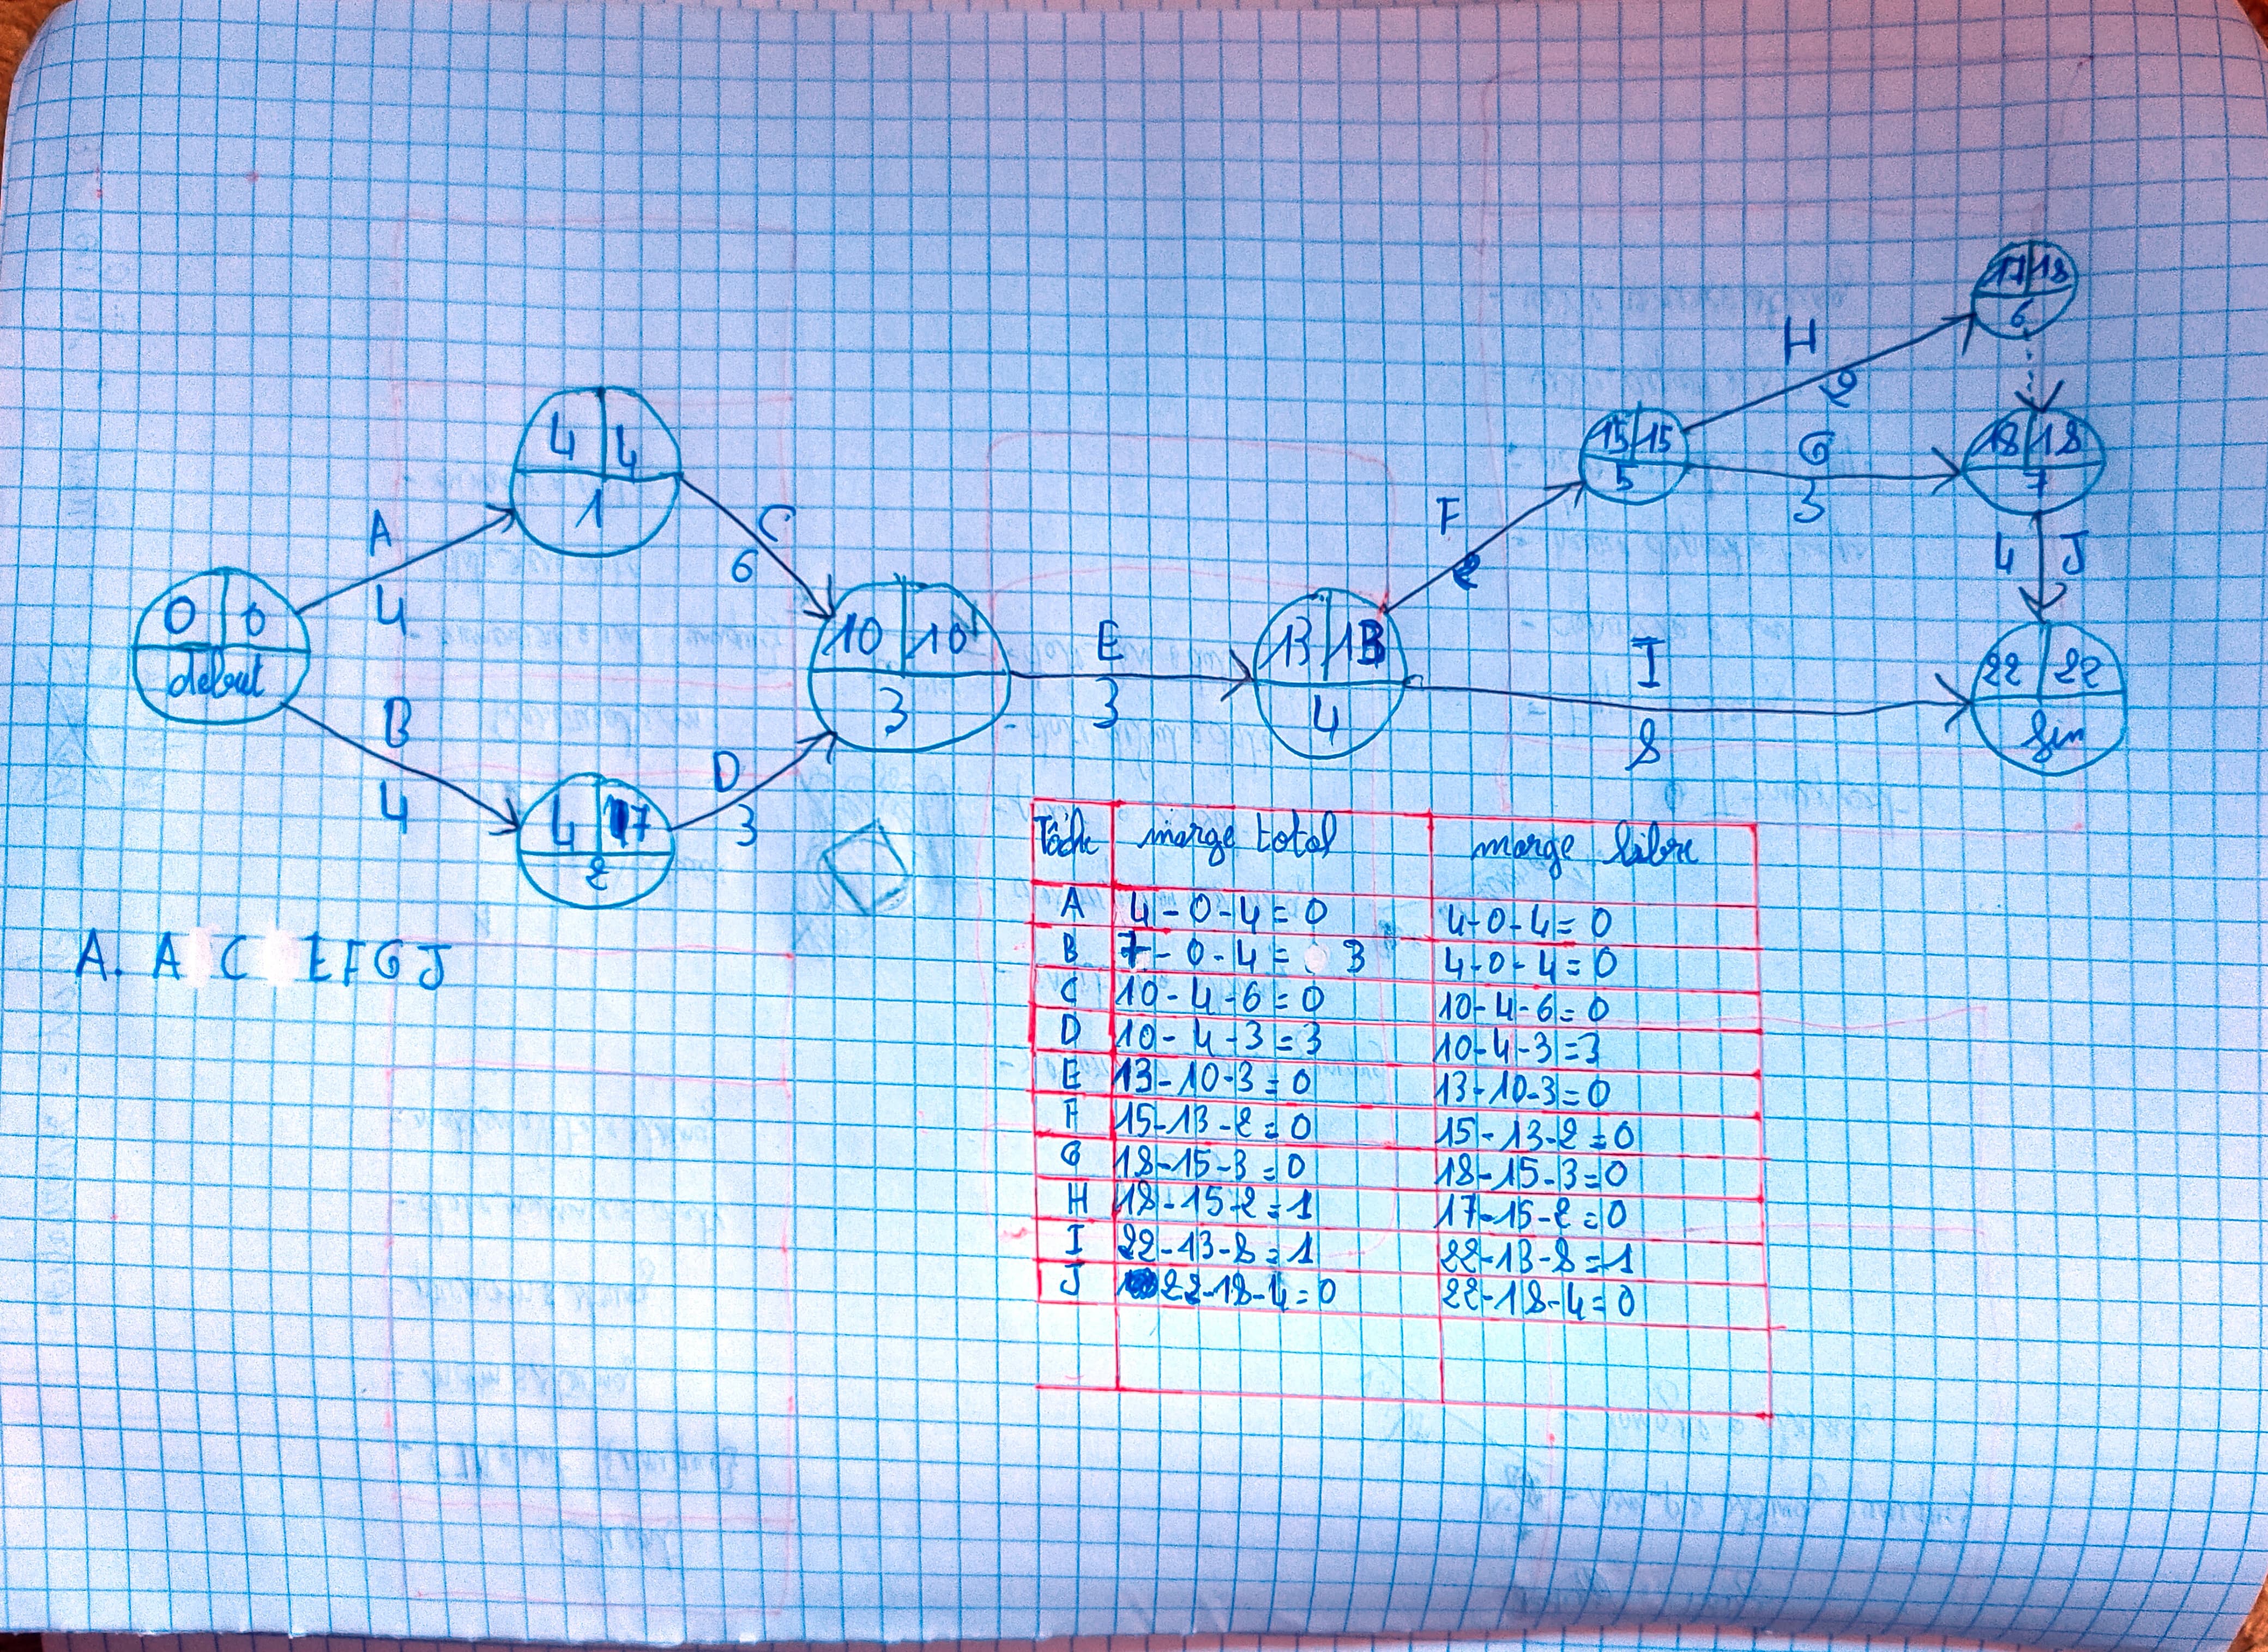 17 18
6
H
2
4 4
1
15 15
5
G
3
18 18
7
A
4
C
6
F
2
4 J
0 0
debut
10 10
3
E
3
13 13
4
I
8
22 22
fin
B
4
D
3
4 7
2
Tâche marge total marge libre
A 4-0-4=0 4-0-4=0
B 7-0-4= 3 4-0-4=0
C 10-4-6=0 10-4-6=0
D 10-4-3=3 10-4-3=3
E 13-10-3=0 13-10-3=0
F 15-13-2=0 15-13-2=0
G 18-15-3=0 18-15-3=0
H 18-15-2=1 17-15-2=0
I 22-13-8=1 22-13-8=1
J 22-18-4=0 22-18-4=0
A. A C E F G J